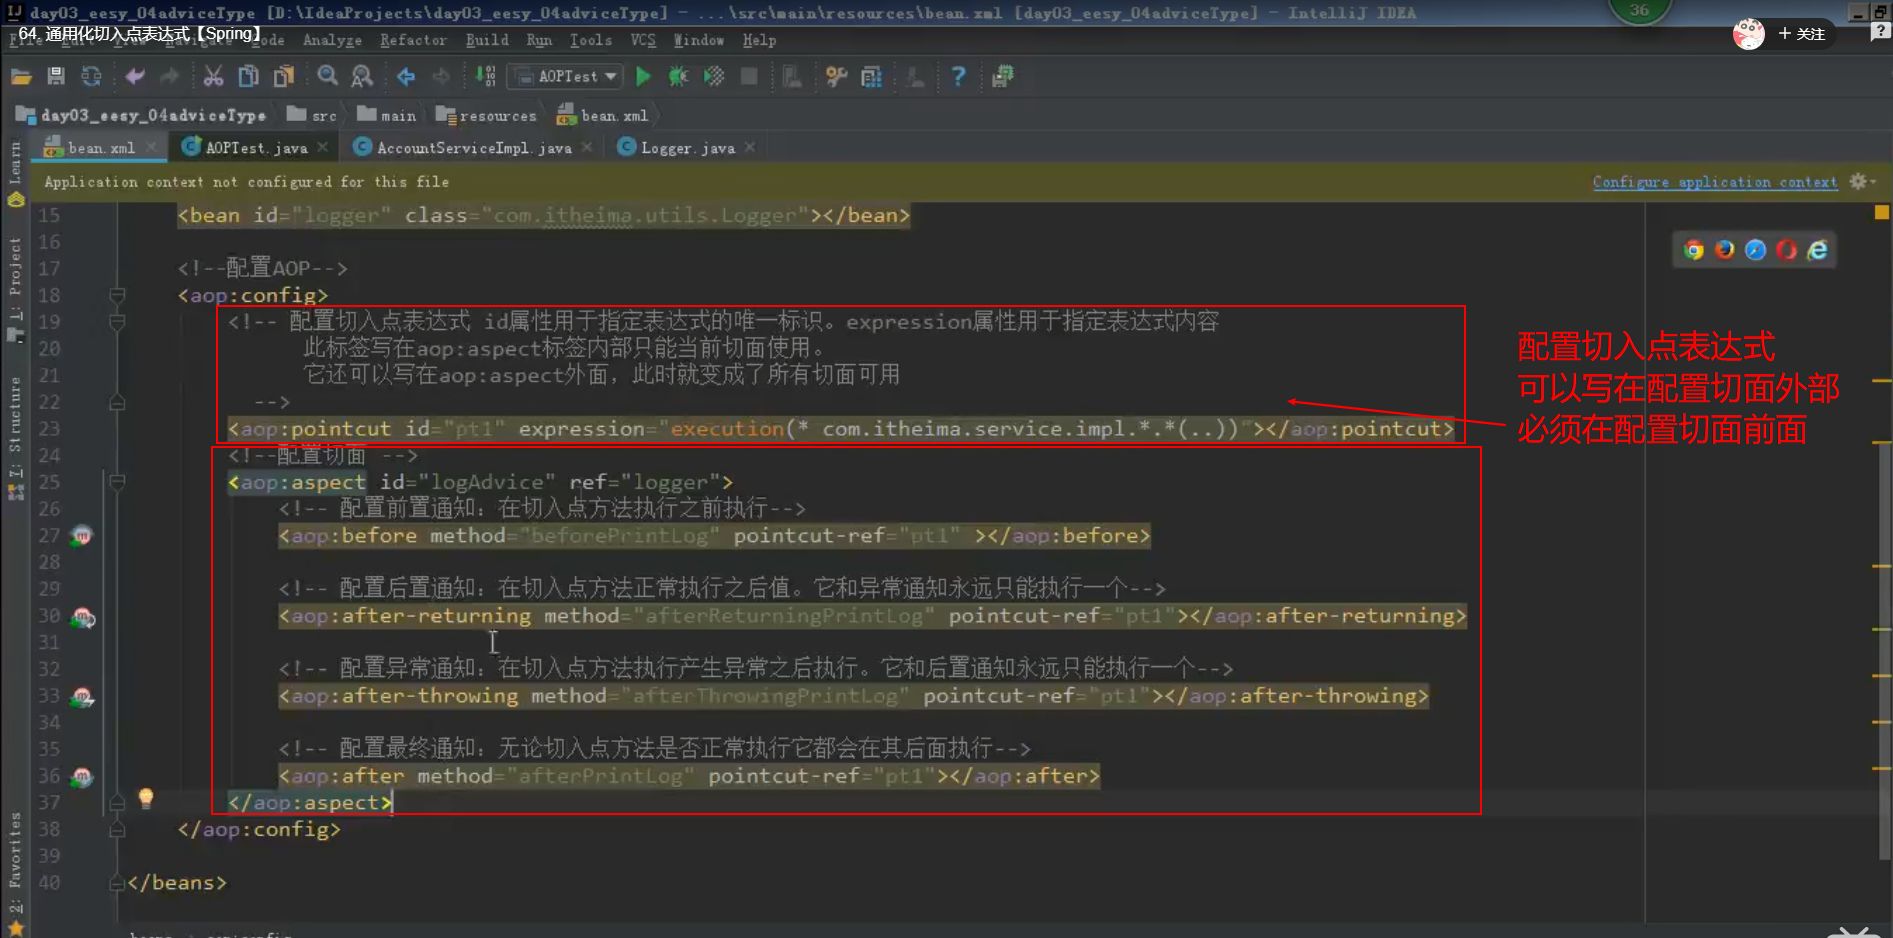 day03_eesy_04adviceType [D:\IdeaProjects\day03_eesy_04adviceType] - ...\src\main\resources\bean.xml [day03_eesy_04adviceType] - IntelliJ IDEA
36
64. 通用化切入点表达式【Spring】
Code Analyze Refactor Build Run Tools VCS Window Help
+ 关注
AOPTest
day03_eesy_04adviceType src main resources bean.xml
bean.xml AOPTest.java AccountServiceImpl.java Logger.java
Learn
Application context not configured for this file
Configure application context
1: Project
7: Structure
2: Favorites
15 <bean id="logger" class="com.itheima.utils.Logger"></bean>
16
17 <!--配置AOP-->
18 <aop:config>
19 <!-- 配置切入点表达式 id属性用于指定表达式的唯一标识。expression属性用于指定表达式内容
20 此标签写在aop:aspect标签内部只能当前切面使用。
21 它还可以写在aop:aspect外面，此时就变成了所有切面可用
22 -->
23 <aop:pointcut id="pt1" expression="execution(* com.itheima.service.impl.*.*(..))"></aop:pointcut>
24 <!--配置切面 -->
25 <aop:aspect id="logAdvice" ref="logger">
26 <!-- 配置前置通知：在切入点方法执行之前执行-->
27 <aop:before method="beforePrintLog" pointcut-ref="pt1" ></aop:before>
28
29 <!-- 配置后置通知：在切入点方法正常执行之后值。它和异常通知永远只能执行一个-->
30 <aop:after-returning method="afterReturningPrintLog" pointcut-ref="pt1"></aop:after-returning>
31
32 <!-- 配置异常通知：在切入点方法执行产生异常之后执行。它和后置通知永远只能执行一个-->
33 <aop:after-throwing method="afterThrowingPrintLog" pointcut-ref="pt1"></aop:after-throwing>
34
35 <!-- 配置最终通知：无论切入点方法是否正常执行它都会在其后面执行-->
36 <aop:after method="afterPrintLog" pointcut-ref="pt1"></aop:after>
37 </aop:aspect>
38 </aop:config>
39
40 </beans>
配置切入点表达式
可以写在配置切面外部
必须在配置切面前面